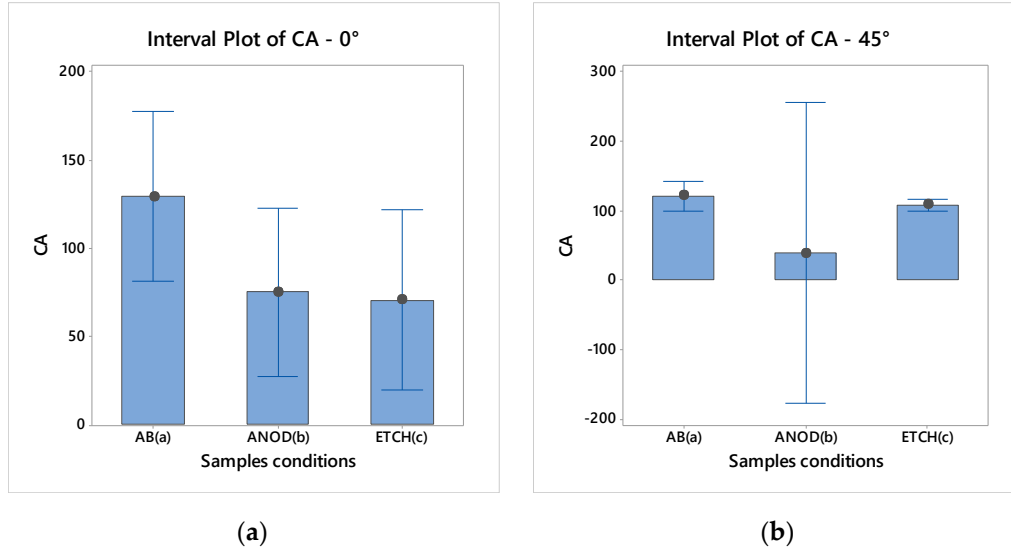 Interval Plot of CA - 0°
200
150
100
50
0
CA
AB(a) ANOD(b) ETCH(c)
Samples conditions
(a)
Interval Plot of CA - 45°
300
200
100
0
-100
-200
CA
AB(a) ANOD(b) ETCH(c)
Samples conditions
(b)